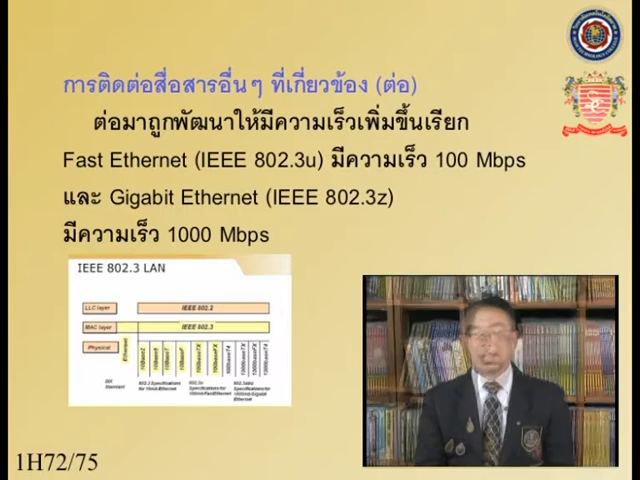 การติดต่อสื่อสารอื่นๆ ที่เกี่ยวข้อง (ต่อ)
ต่อมาถูกพัฒนาให้มีความเร็วเพิ่มขึ้นเรียก
Fast Ethernet (IEEE 802.3u) มีความเร็ว 100 Mbps
และ Gigabit Ethernet (IEEE 802.3z)
มีความเร็ว 1000 Mbps
IEEE 802.3 LAN
LLC layer
IEEE 802.2
MAC layer
IEEE 802.3
Physical
Ethernet
1H72/75